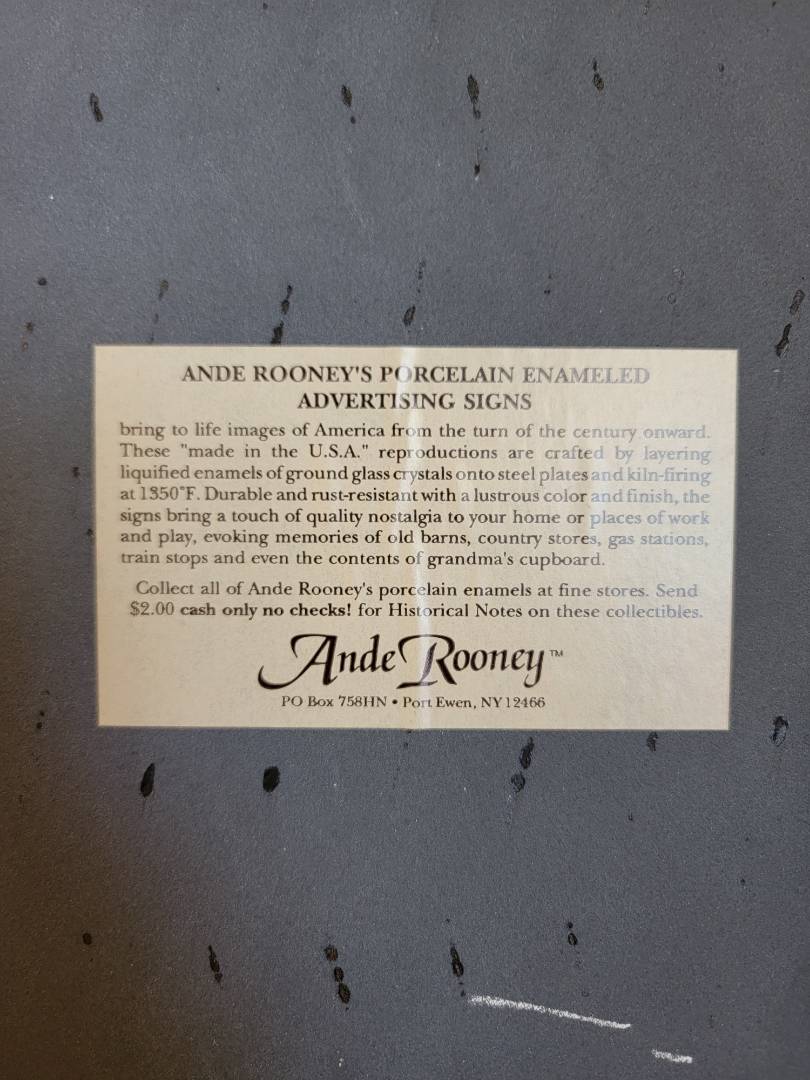 ANDE ROONEY'S PORCELAIN ENAMELED
ADVERTISING SIGNS
bring to life images of America from the turn of the century onward.
These "made in the U.S.A." reproductions are crafted by layering
liquified enamels of ground glass crystals onto steel plates and kiln-firing
at 1350°F. Durable and rust-resistant with a lustrous color and finish, the
signs bring a touch of quality nostalgia to your home or places of work
and play, evoking memories of old barns, country stores, gas stations,
train stops and even the contents of grandma's cupboard.
Collect all of Ande Rooney's porcelain enamels at fine stores. Send
$2.00 cash only no checks! for Historical Notes on these collectibles.
Ande Rooney™
PO Box 758HN • Port Ewen, NY 12466